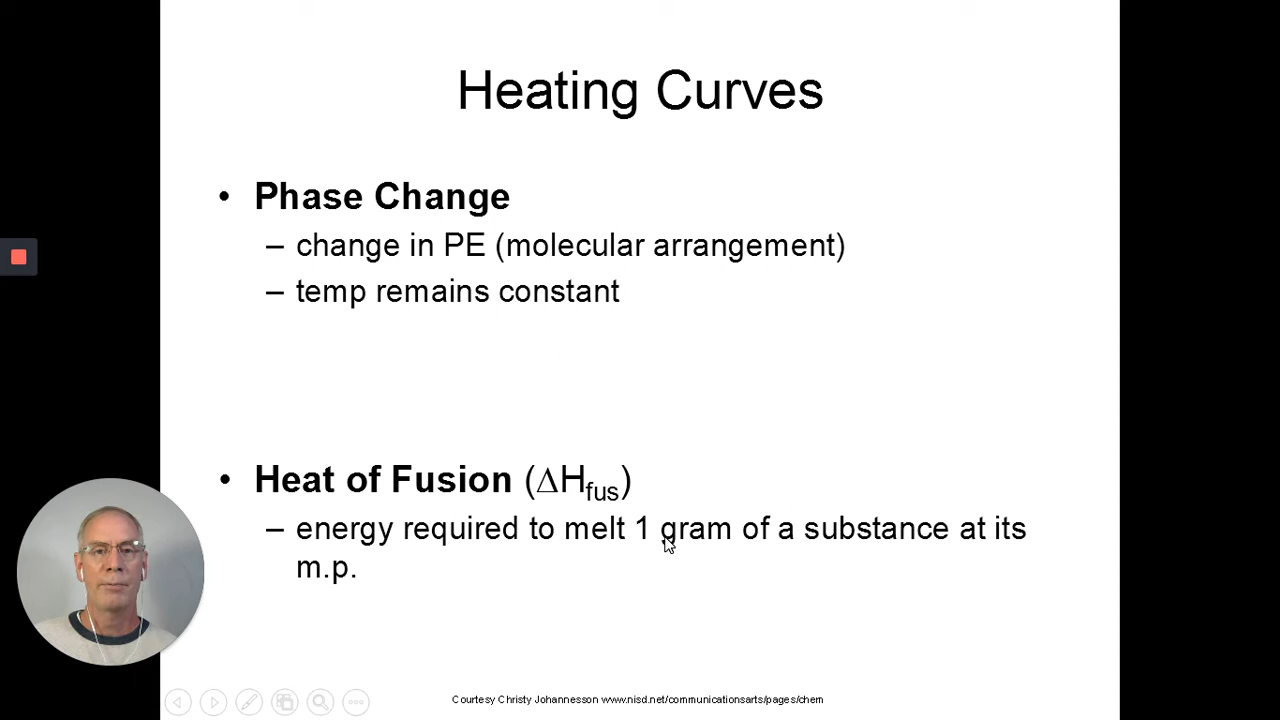 Heating Curves
• Phase Change
– change in PE (molecular arrangement)
– temp remains constant
• Heat of Fusion (∆Hfus)
– energy required to melt 1 gram of a substance at its
m.p.
Courtesy Christy Johannesson www.nisd.net/communicationsarts/pages/chem